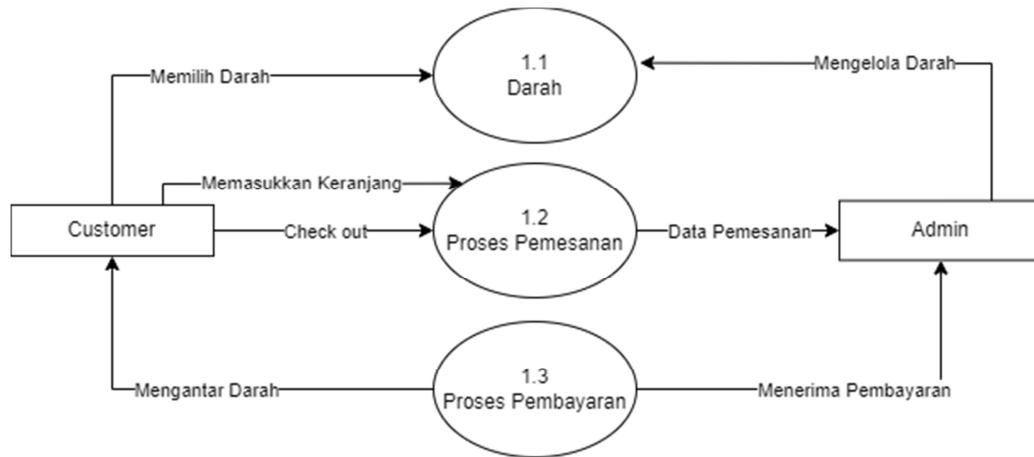 1.1
Darah
Memilih Darah
Mengelola Darah
Memasukkan Keranjang
Customer
Check out
1.2
Proses Pemesanan
Data Pemesanan
Admin
1.3
Proses Pembayaran
Mengantar Darah
Menerima Pembayaran